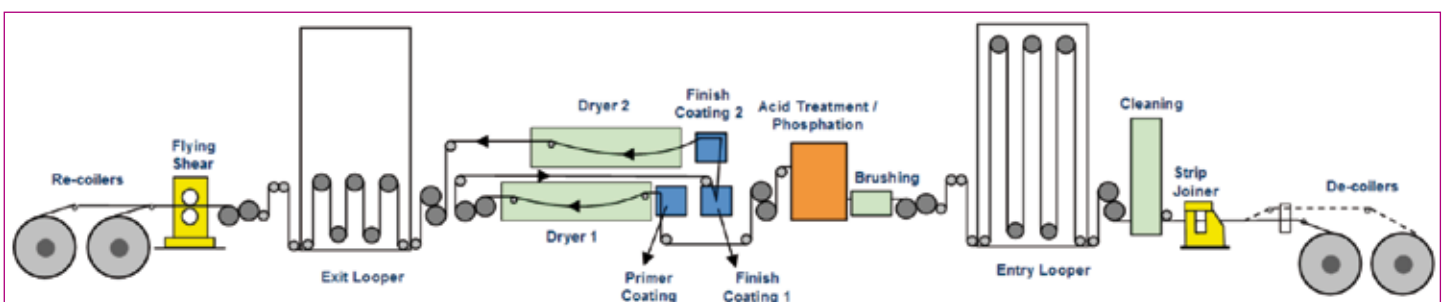 Re-coilers
Flying
Shear
Exit Looper
Dryer 2
Dryer 1
Finish
Coating 2
Primer
Coating
Finish
Coating 1
Acid Treatment /
Phosphation
Brushing
Entry Looper
Cleaning
Strip
Joiner
De-coilers